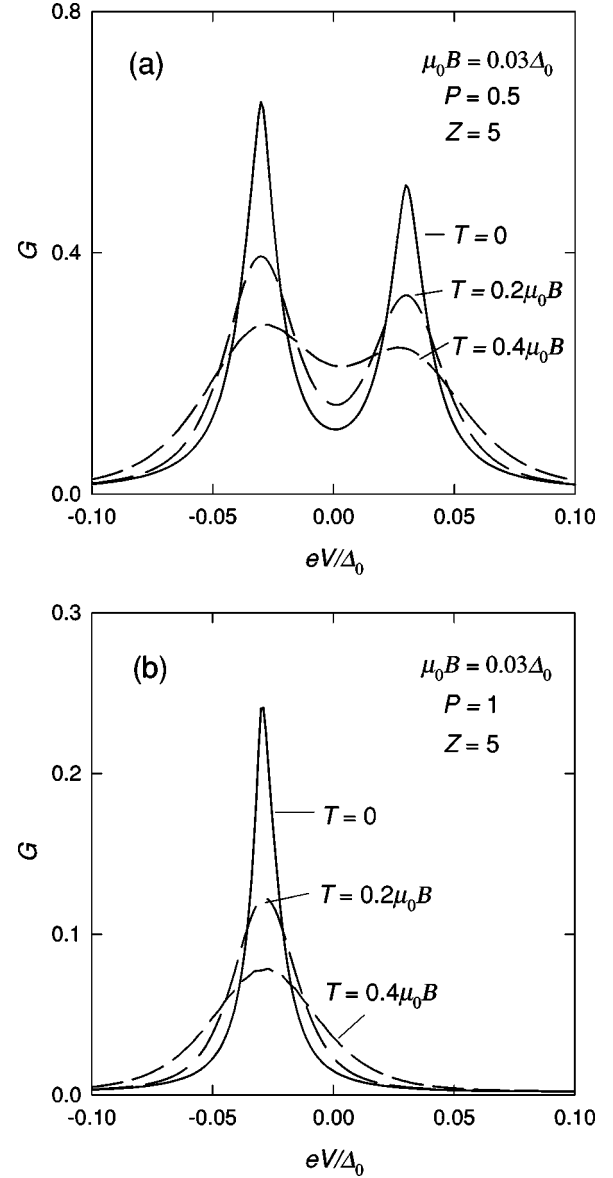 0.8
(a)
μ₀B = 0.03Δ₀
P = 0.5
Z = 5
T = 0
0.4
G
T = 0.2μ₀B
T = 0.4μ₀B
0.0
-0.10 -0.05 0.00 0.05 0.10
eV/Δ₀
0.3
(b)
μ₀B = 0.03Δ₀
P = 1
Z = 5
0.2
T = 0
G
T = 0.2μ₀B
0.1
T = 0.4μ₀B
0.0
-0.10 -0.05 0.00 0.05 0.10
eV/Δ₀